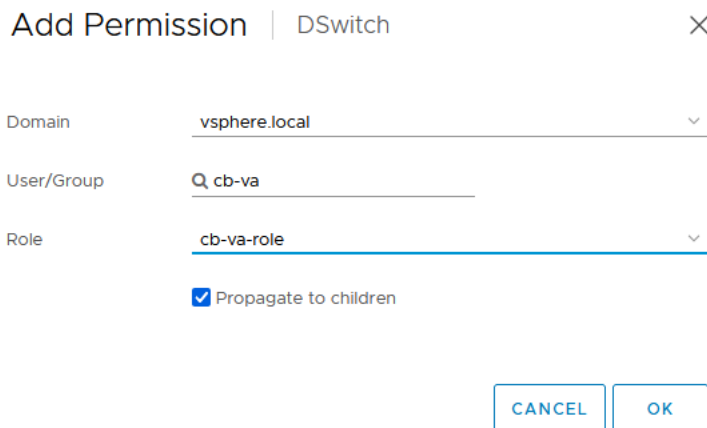 Add Permission | DSwitch
Domain vsphere.local
User/Group cb-va
Role cb-va-role
Propagate to children
CANCEL OK